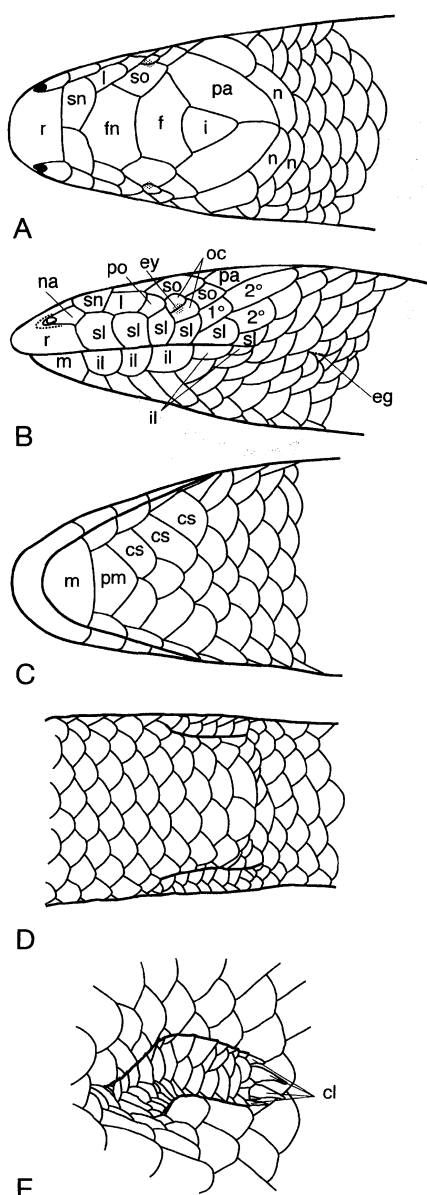 l so pa
sn n
r fn f i
n n
A
na po ey oc
sn l so so pa 2°
1° 2°
r sl sl sl sl sl sl
m il il il
il eg
B
cs
cs
cs
m pm
C
D
cl
E